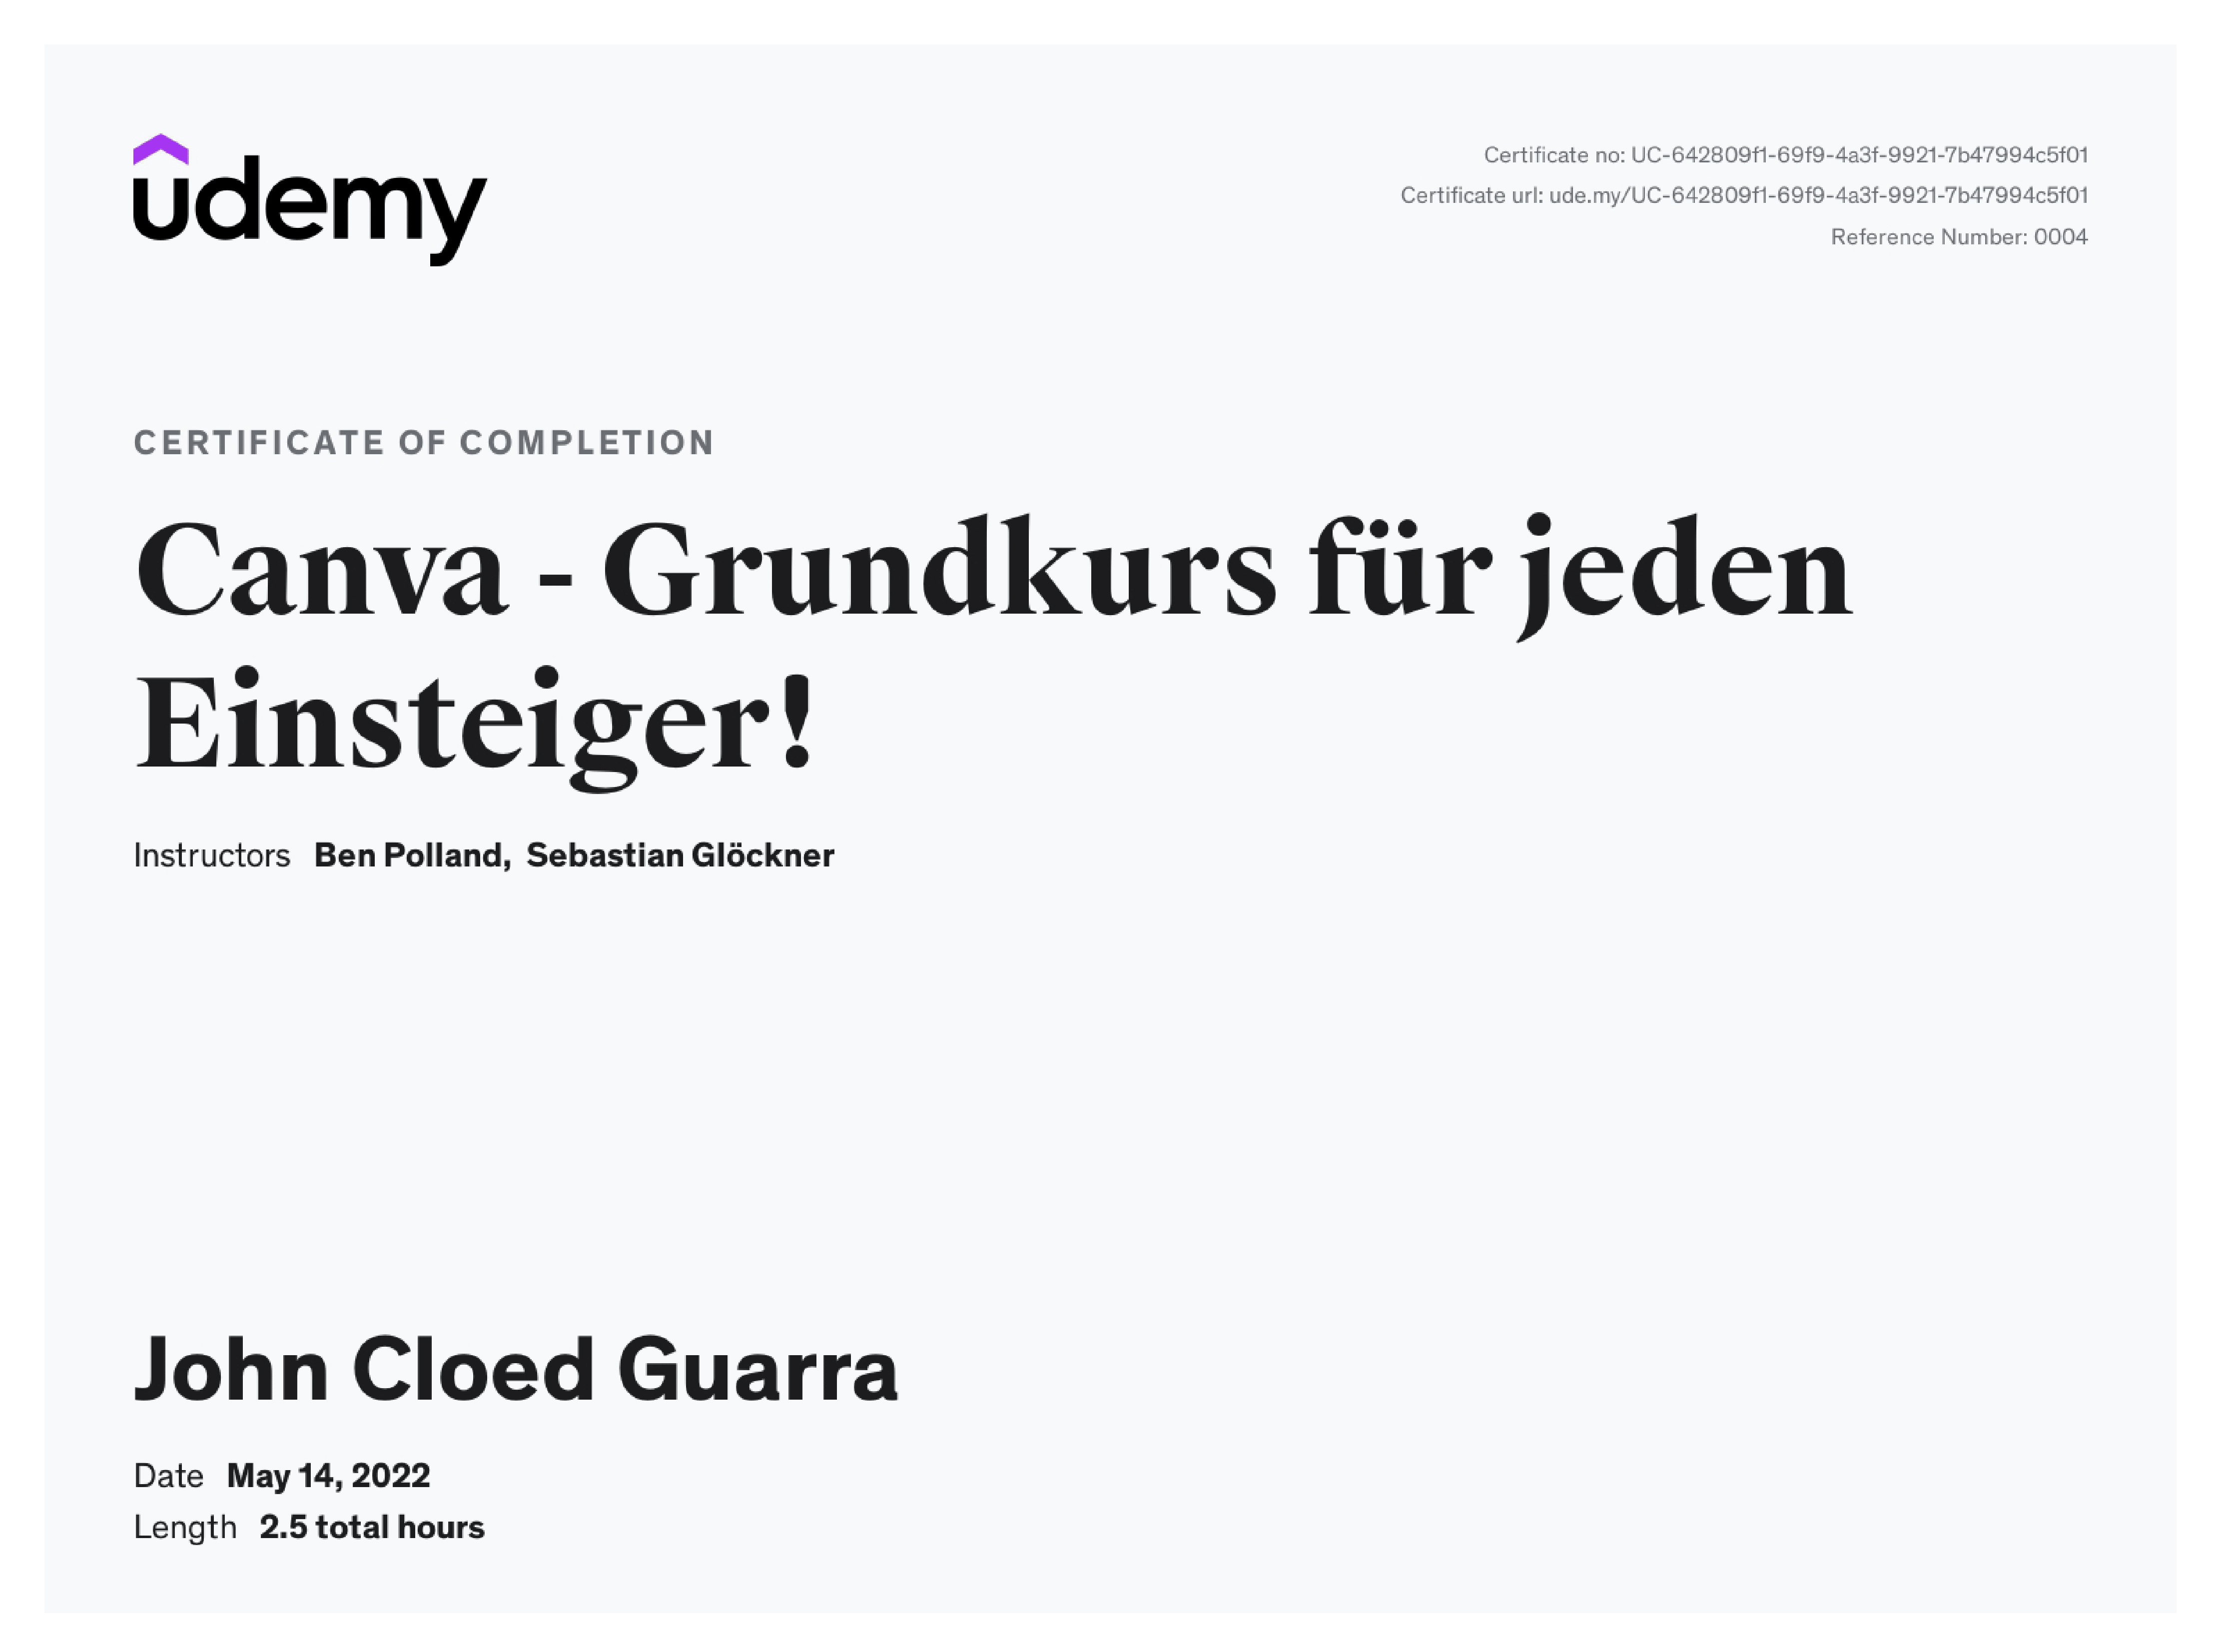 udemy
Certificate no: UC-642809f1-69f9-4a3f-9921-7b47994c5f01
Certificate url: ude.my/UC-642809f1-69f9-4a3f-9921-7b47994c5f01
Reference Number: 0004
CERTIFICATE OF COMPLETION
Canva - Grundkurs für jeden
Einsteiger!
Instructors Ben Polland, Sebastian Glöckner
John Cloed Guarra
Date May 14, 2022
Length 2.5 total hours